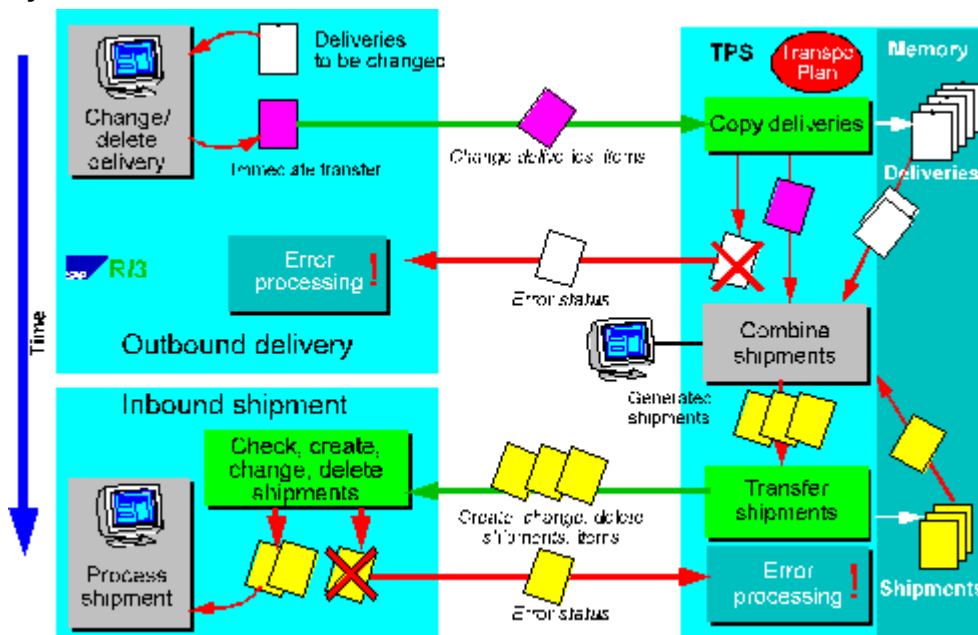 Deliveries
to be changed
Change/
delete
delivery
Immediate transfer
Change deliveries, items
TPS
Transpo
Plan
Memory
Copy deliveries
Deliveries
R/3
Error
processing !
Error status
Outbound delivery
Time
Combine
shipments
Generated
shipments
Inbound shipment
Check, create,
change, delete
shipments
Create, change, delete
shipments, items
Transfer
shipments
Process
shipment
Error status
Error
processing !
Shipments